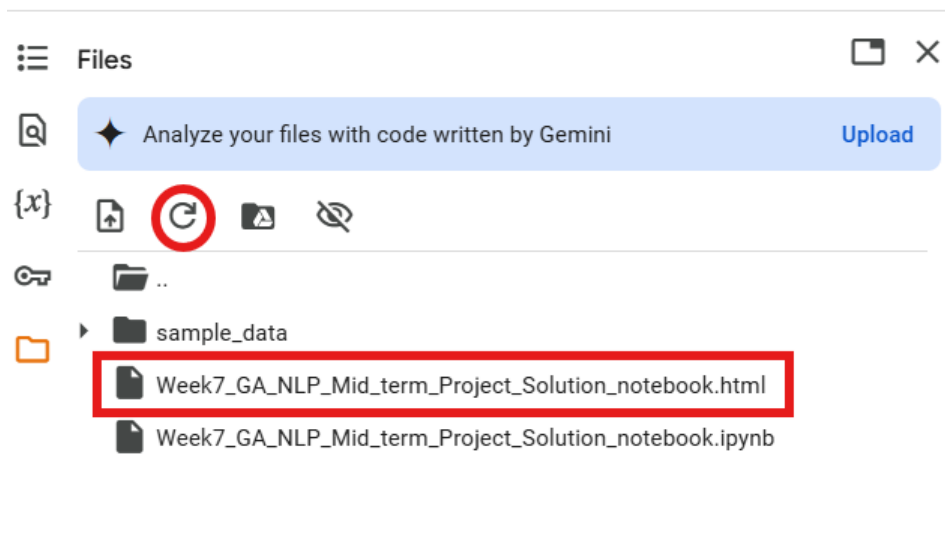 Files
Analyze your files with code written by Gemini Upload
{x}
..
sample_data
Week7_GA_NLP_Mid_term_Project_Solution_notebook.html
Week7_GA_NLP_Mid_term_Project_Solution_notebook.ipynb